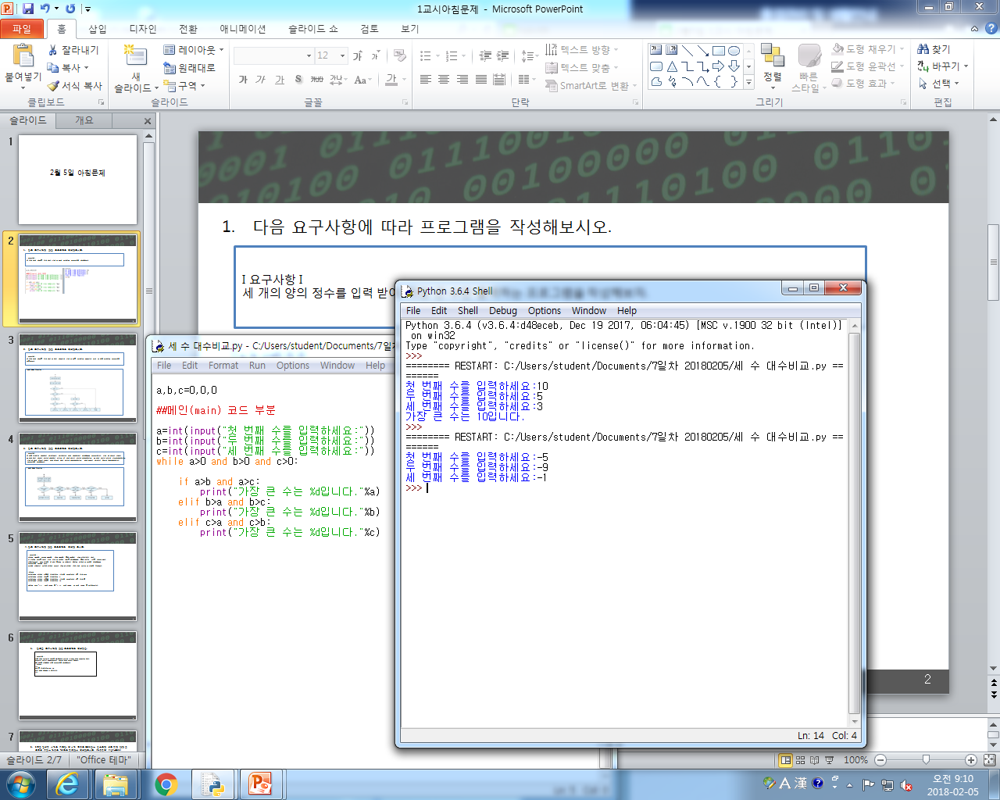 1교시아침문제 - Microsoft PowerPoint
파일 홈 삽입 디자인 전환 애니메이션 슬라이드 쇼 검토 보기
붙여넣기
잘라내기
복사
서식 복사
클립보드
새 슬라이드
레이아웃
원래대로
구역
슬라이드
12
가 가 가 S 가나 Aa 가
글꼴
텍스트 방향
텍스트 맞춤
SmartArt로 변환
단락
정렬
빠른 스타일
도형 채우기
도형 윤곽선
도형 효과
그리기
찾기
바꾸기
선택
편집
슬라이드 개요
1
2월 5일 아침문제
2
3
4
5
6
7
1. 다음 요구사항에 따라 프로그램을 작성해보시오.
I 요구사항 I
세 개의 양의 정수를 입력 받아
프로그램을 작성해보자.
2
세 수 대수비교.py - C:/Users/student/Documents/7일차
File Edit Format Run Options Window Help
a,b,c=0,0,0
##메인(main) 코드 부분
a=int(input("첫 번째 수를 입력하세요:"))
b=int(input("두 번째 수를 입력하세요:"))
c=int(input("세 번째 수를 입력하세요:"))
while a>0 and b>0 and c>0:
if a>b and a>c:
print("가장 큰 수는 %d입니다."%a)
elif b>a and b>c:
print("가장 큰 수는 %d입니다."%b)
elif c>a and c>b:
print("가장 큰 수는 %d입니다."%c)
Python 3.6.4 Shell
File Edit Shell Debug Options Window Help
Python 3.6.4 (v3.6.4:d48eceb, Dec 19 2017, 06:04:45) [MSC v.1900 32 bit (Intel)]
on win32
Type "copyright", "credits" or "license()" for more information.
>>>
======== RESTART: C:/Users/student/Documents/7일차 20180205/세 수 대수비교.py ==
======
첫 번째 수를 입력하세요:10
두 번째 수를 입력하세요:5
세 번째 수를 입력하세요:3
가장 큰 수는 10입니다.
>>>
======== RESTART: C:/Users/student/Documents/7일차 20180205/세 수 대수비교.py ==
======
첫 번째 수를 입력하세요:-5
두 번째 수를 입력하세요:-9
세 번째 수를 입력하세요:-1
>>>
Ln: 14 Col: 4
슬라이드 2/7 "Office 테마"
100%
A 漢
오전 9:10
2018-02-05